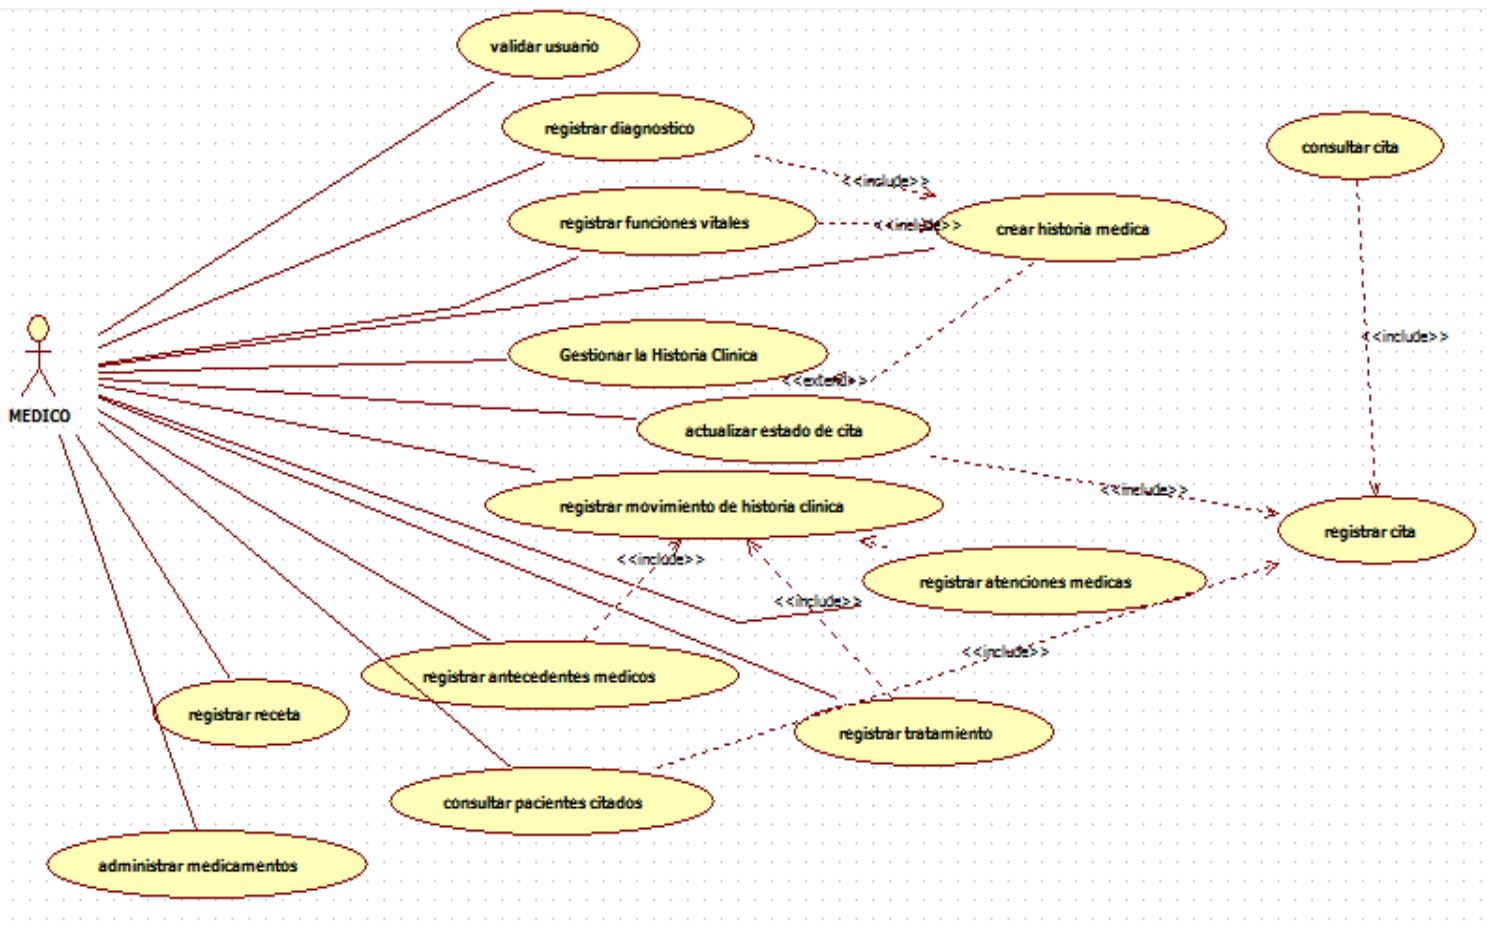 validar usuario
registrar diagnostico
consultar cita
<<include>>
registrar funciones vitales
<<include>>
crear historia medica
<<include>>
Gestionar la Historia Clinica
<<extend>>
MEDICO
actualizar estado de cita
<<include>>
registrar movimiento de historia clinica
registrar cita
<<include>>
registrar atenciones medicas
<<include>>
<<include>>
registrar antecedentes medicos
registrar receta
registrar tratamiento
consultar pacientes citados
administrar medicamentos